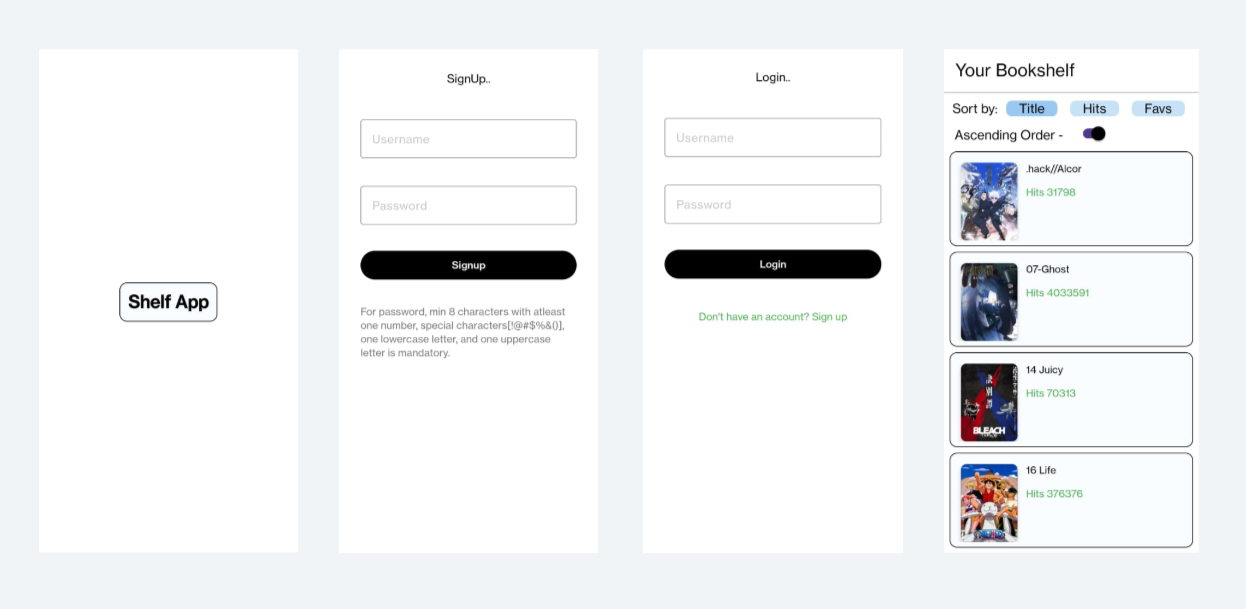 Shelf App
SignUp..
Username
Password
Signup
For password, min 8 characters with atleast
one number, special characters[!@#$%&()],
one lowercase letter, and one uppercase
letter is mandatory.
Login..
Username
Password
Login
Don't have an account? Sign up
Your Bookshelf
Sort by: Title Hits Favs
Ascending Order -
.hack//Alcor
Hits 31798
07-Ghost
Hits 4033591
14 Juicy
Hits 70313
BLEACH
16 Life
Hits 376376